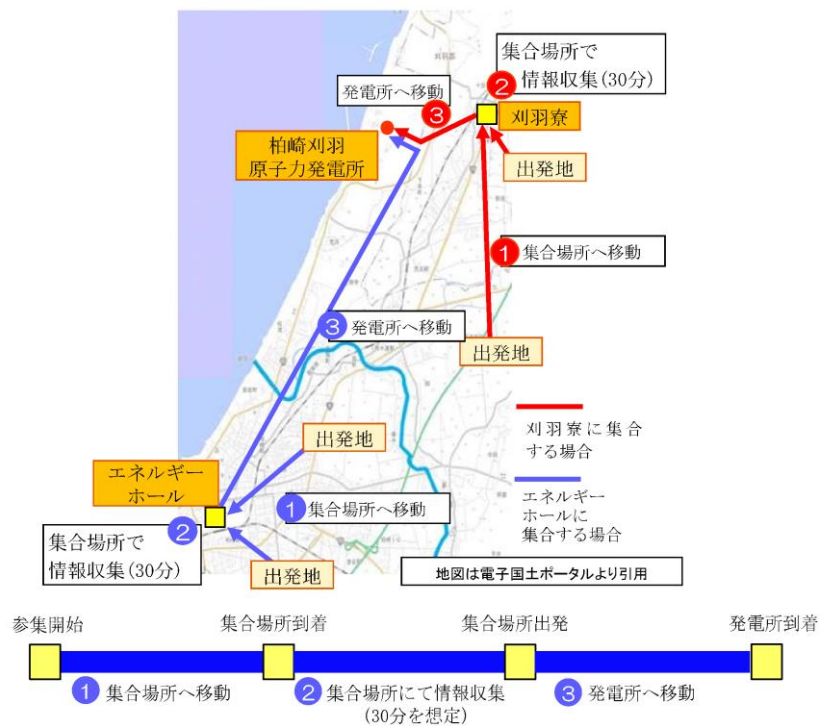 集合場所で
情報収集(30分)
②
発電所へ移動
③
刈羽寮
柏崎刈羽
原子力発電所
出発地
①
集合場所へ移動
③
発電所へ移動
出発地
刈羽寮に集合
する場合
出発地
エネルギー
ホール
エネルギー
ホールに
集合する場合
①
集合場所へ移動
②
集合場所で
情報収集(30分)
出発地
地図は電子国土ポータルより引用
参集開始
集合場所到着
集合場所出発
発電所到着
①
集合場所へ移動
②
集合場所にて情報収集
(30分を想定)
③
発電所へ移動